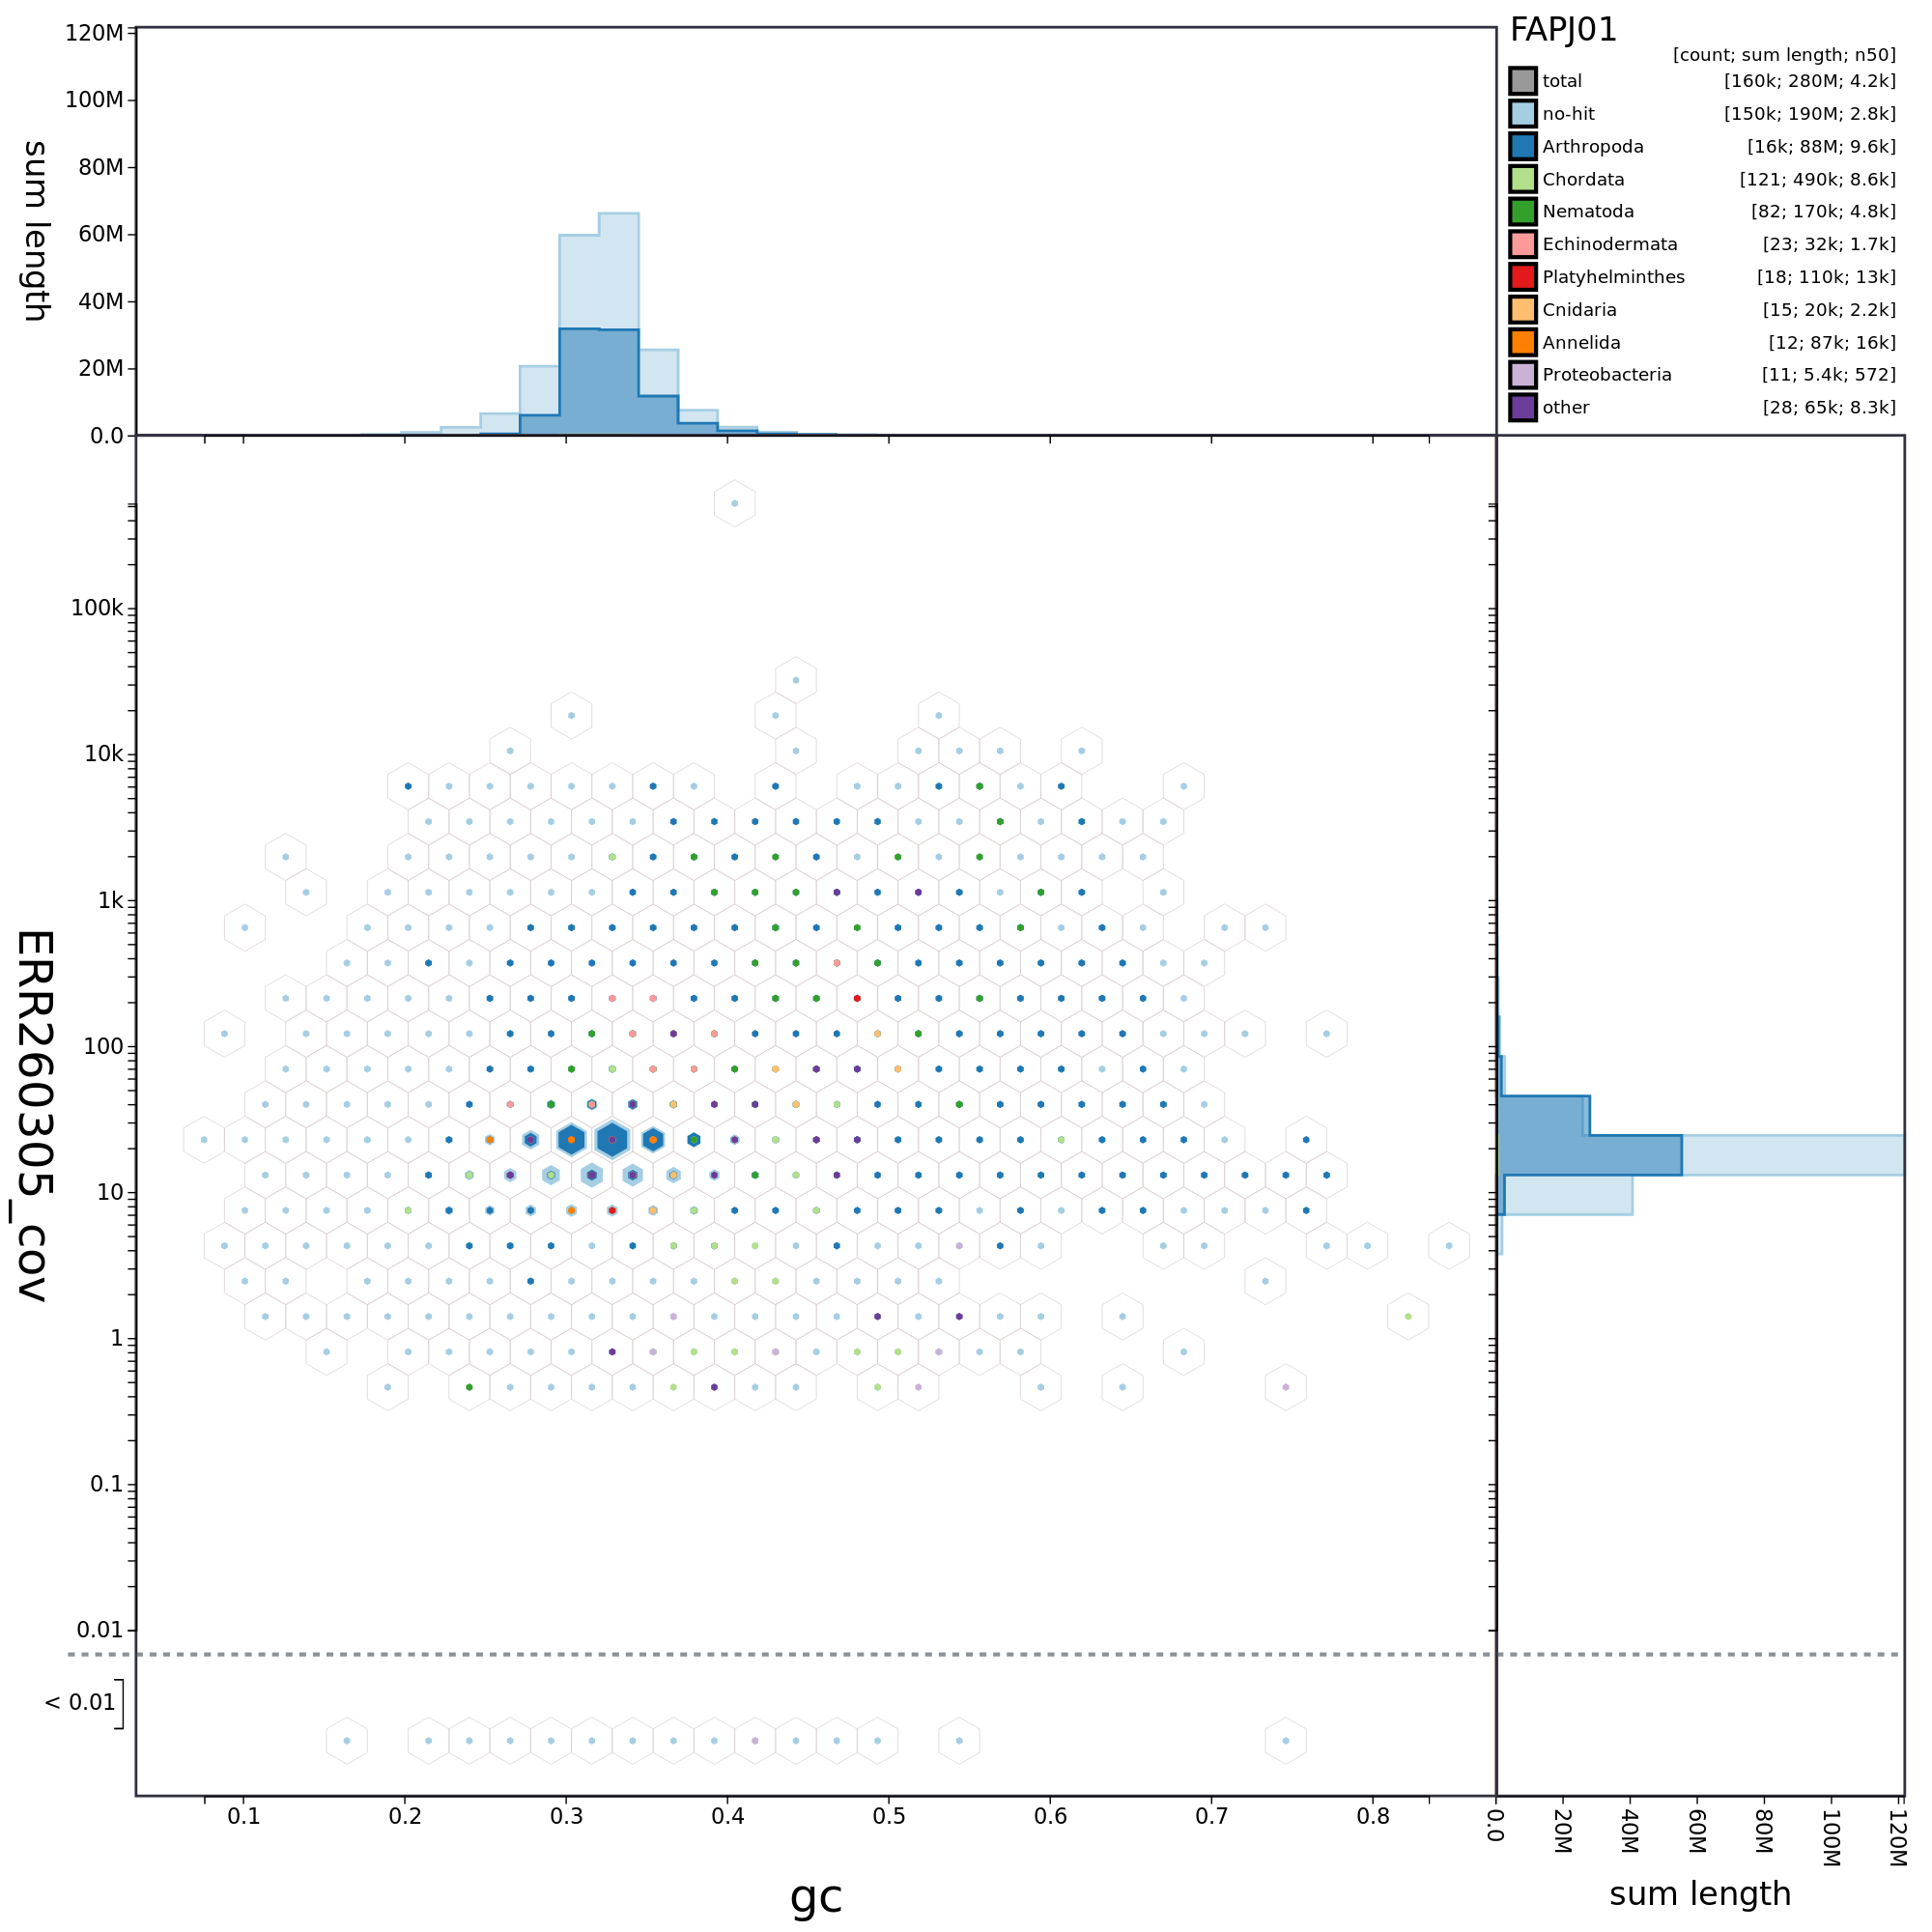 FAPJ01
[count; sum length; n50]
total [160k; 280M; 4.2k]
no-hit [150k; 190M; 2.8k]
Arthropoda [16k; 88M; 9.6k]
Chordata [121; 490k; 8.6k]
Nematoda [82; 170k; 4.8k]
Echinodermata [23; 32k; 1.7k]
Platyhelminthes [18; 110k; 13k]
Cnidaria [15; 20k; 2.2k]
Annelida [12; 87k; 16k]
Proteobacteria [11; 5.4k; 572]
other [28; 65k; 8.3k]
sum length
120M
100M
80M
60M
40M
20M
0.0
ERR260305_cov
100k
10k
1k
100
10
1
0.1
0.01
< 0.01
0.1 0.2 0.3 0.4 0.5 0.6 0.7 0.8
gc
0.0 20M 40M 60M 80M 100M 120M
sum length